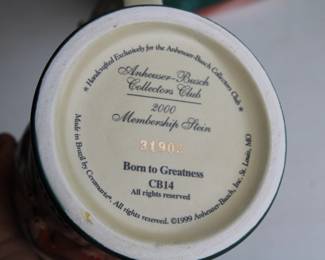 * Handcrafted Exclusively for the Anheuser-Busch Collectors Club *
Anheuser-Busch
Collectors Club
2000
Membership Stein
31902
Born to Greatness
CB14
All rights reserved
Made in Brazil by Ceramarte®. All rights reserved. ©1999 Anheuser-Busch, Inc. St. Louis, MO